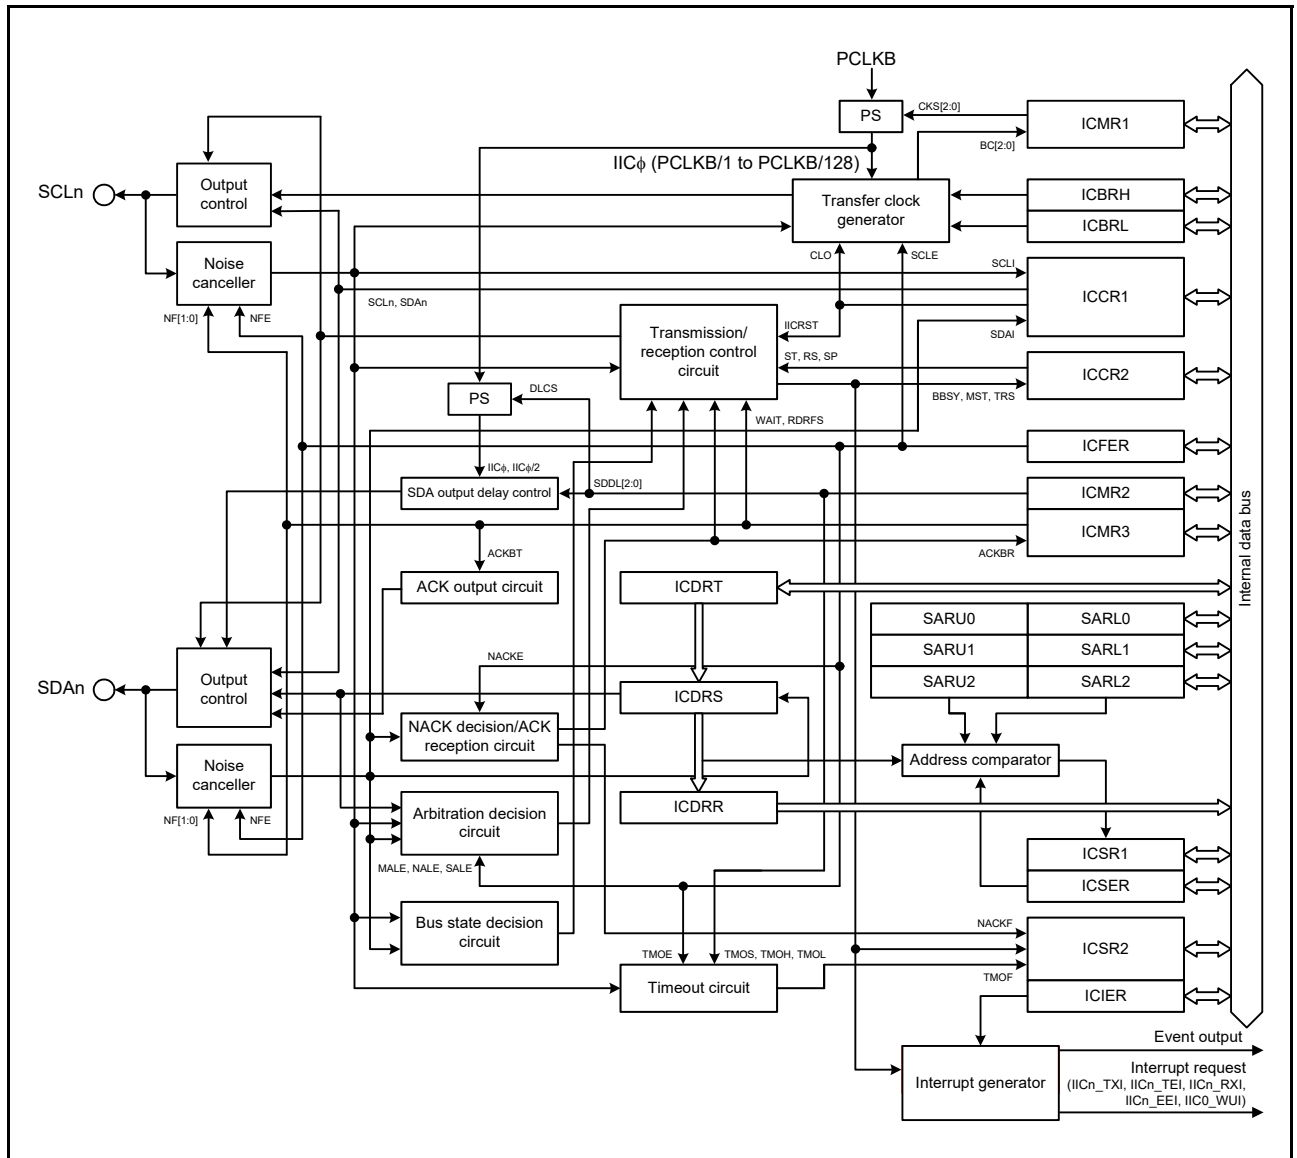 PCLKB
PS
CKS[2:0]
ICMR1
BC[2:0]
IICϕ (PCLKB/1 to PCLKB/128)
SCLn
Output
control
Transfer clock
generator
ICBRH
ICBRL
Noise
canceller
CLO
SCLE
SCLI
ICCR1
SCLn, SDAn
NF[1:0]
NFE
Transmission/
reception control
circuit
IICRST
SDAI
ST, RS, SP
ICCR2
BBSY, MST, TRS
PS
DLCS
WAIT, RDRFS
ICFER
IICϕ, IICϕ/2
SDA output delay control
SDDL[2:0]
ICMR2
ICMR3
ACKBT
ACKBR
ACK output circuit
ICDRT
Internal data bus
SARU0
SARL0
SARU1
SARL1
SARU2
SARL2
NACKE
SDAn
Output
control
ICDRS
NACK decision/ACK
reception circuit
Address comparator
Noise
canceller
NF[1:0]
NFE
Arbitration decision
circuit
ICDRR
MALE, NALE, SALE
ICSR1
ICSER
Bus state decision
circuit
NACKF
ICSR2
TMOE
TMOS, TMOH, TMOL
TMOF
Timeout circuit
ICIER
Event output
Interrupt generator
Interrupt request
(IICn_TXI, IICn_TEI, IICn_RXI,
IICn_EEI, IIC0_WUI)